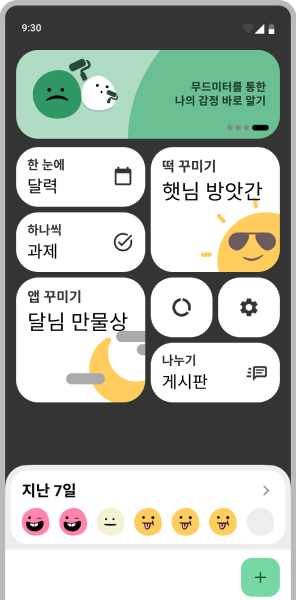 9:30
무드미터를 통한
나의 감정 바로 알기
한 눈에
달력
떡 꾸미기
햇님 방앗간
하나씩
과제
앱 꾸미기
달님 만물상
나누기
게시판
지난 7일